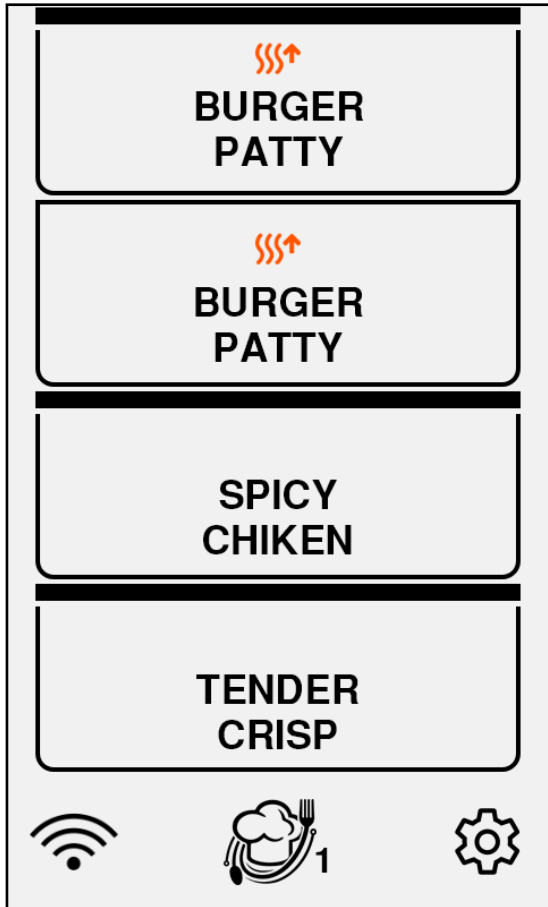 BURGER
PATTY
BURGER
PATTY
SPICY
CHIKEN
TENDER
CRISP
1